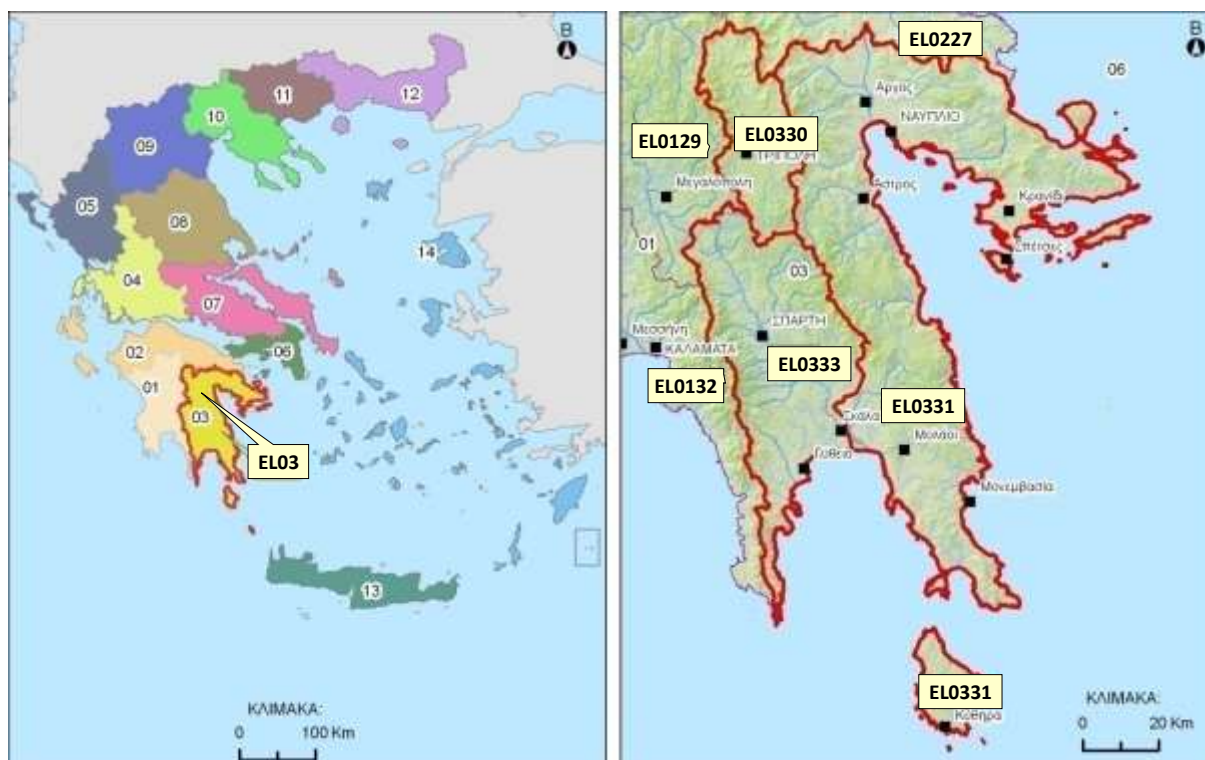 Β
11
12
10
09
05
08
14
04
07
06
02
01
03
EL03
13
ΚΛΙΜΑΚΑ:
0 100 Km
EL0227
Β
06
Άργος
ΝΑΥΠΛΙΟ
EL0129
EL0330
ΤΡΙΠΟΛΗ
Μεγαλόπολη
Άστρος
Κρανίδι
01
Σπέτσες
03
ΣΠΑΡΤΗ
Μεσσήνη
ΚΑΛΑΜΑΤΑ
EL0333
EL0132
EL0331
Σκάλα
Μολάοι
Γύθειο
Μονεμβασία
EL0331
Κύθηρα
ΚΛΙΜΑΚΑ:
0 20 Km